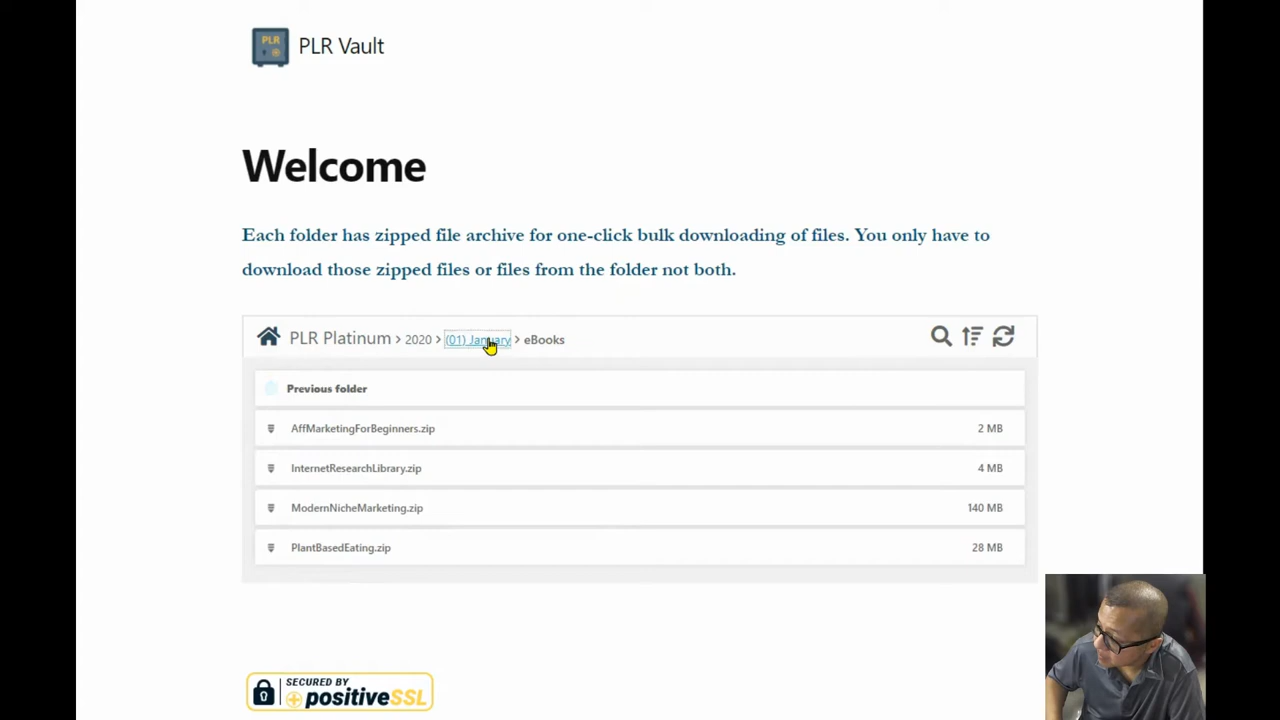 PLR
PLR Vault
Welcome
Each folder has zipped file archive for one-click bulk downloading of files. You only have to
download those zipped files or files from the folder not both.
PLR Platinum > 2020 > (01) January > eBooks
Previous folder
AffMarketingForBeginners.zip 2 MB
InternetResearchLibrary.zip 4 MB
ModernNicheMarketing.zip 140 MB
PlantBasedEating.zip 28 MB
SECURED BY
positiveSSL